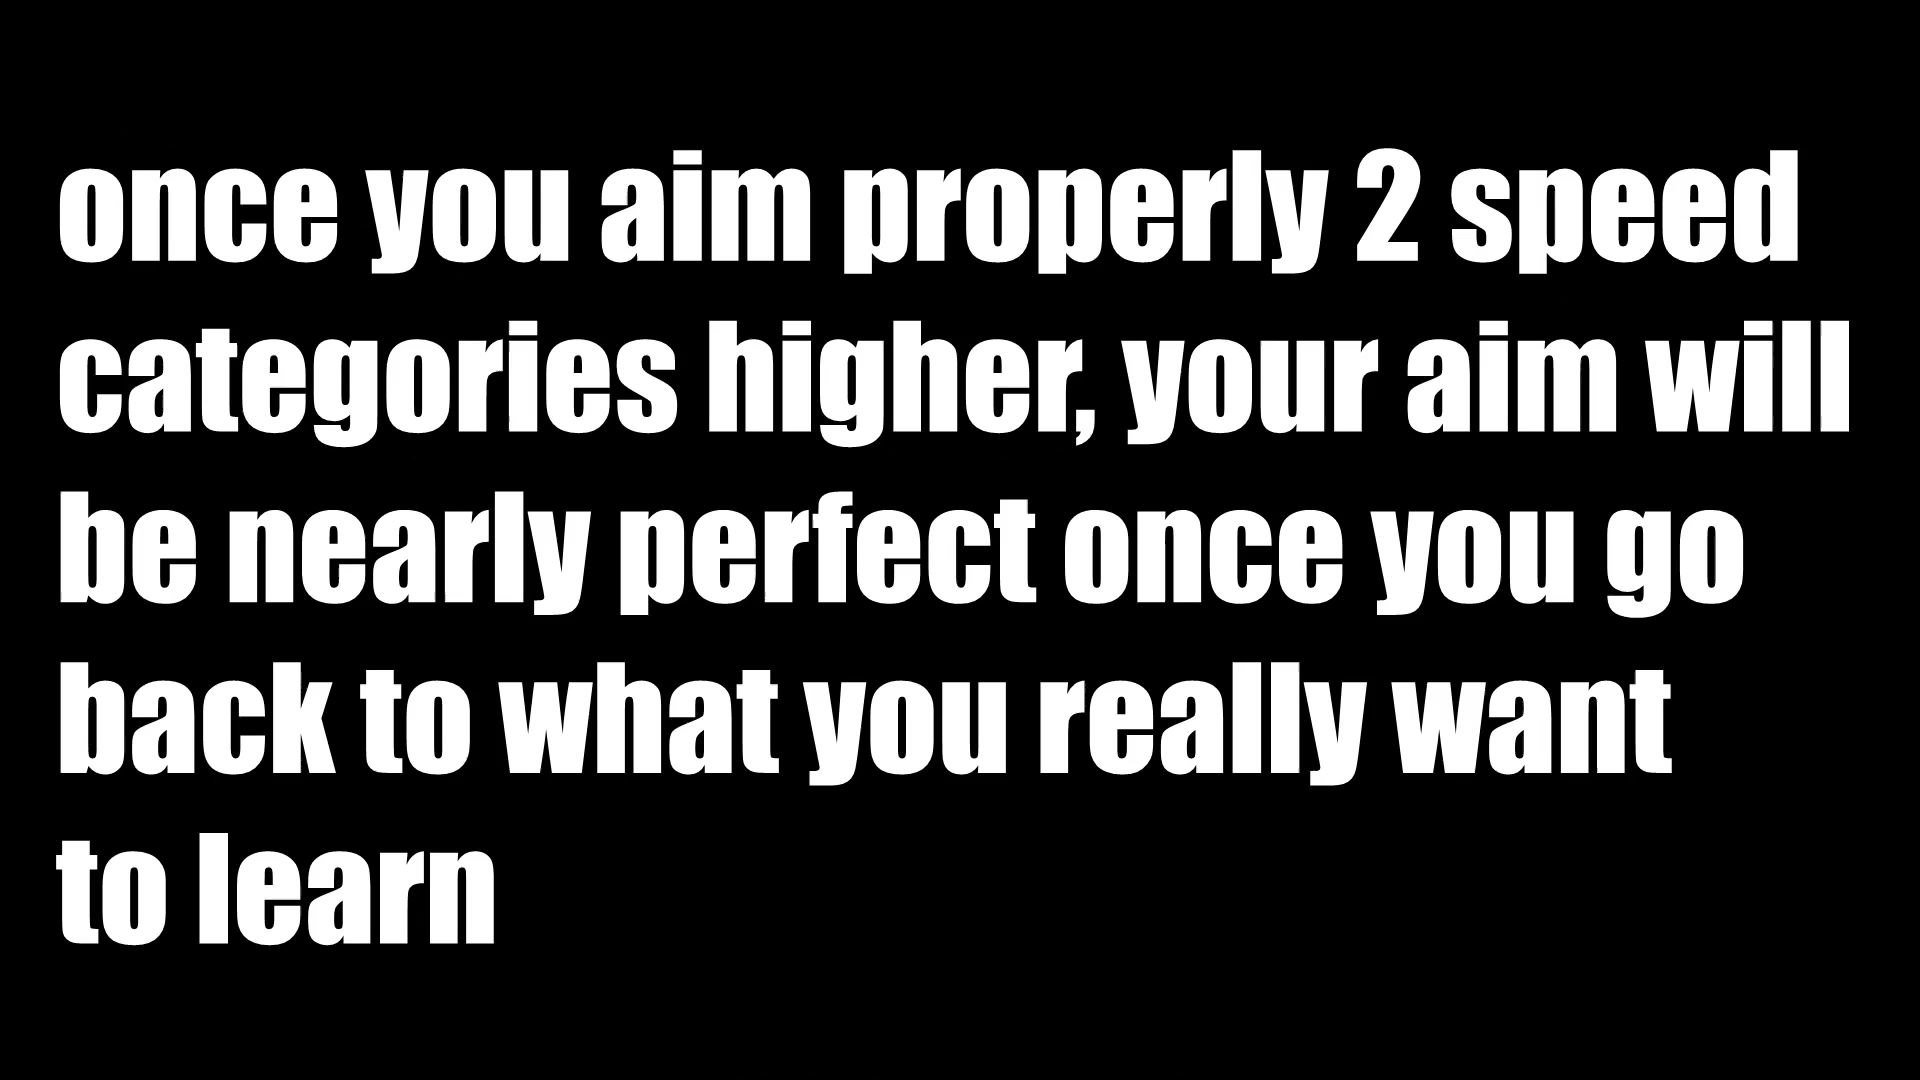 once you aim properly 2 speed
categories higher, your aim will
be nearly perfect once you go
back to what you really want
to learn